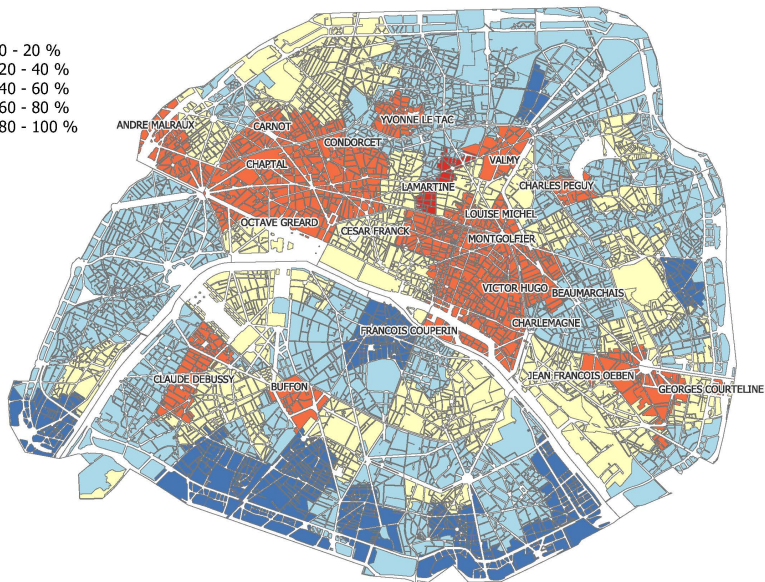 0 - 20 %
20 - 40 %
40 - 60 %
60 - 80 %
80 - 100 %
ANDRE MALRAUX
CARNOT
YVONNE LE TAC
CONDORCET
CHAPTAL
VALMY
LAMARTINE
CHARLES PEGUY
LOUISE MICHEL
OCTAVE GREARD
CESAR FRANCK
MONTGOLFIER
VICTOR HUGO
BEAUMARCHAIS
CHARLEMAGNE
FRANCOIS COUPERIN
CLAUDE DEBUSSY
BUFFON
JEAN FRANCOIS OEBEN
GEORGES COURTELINE